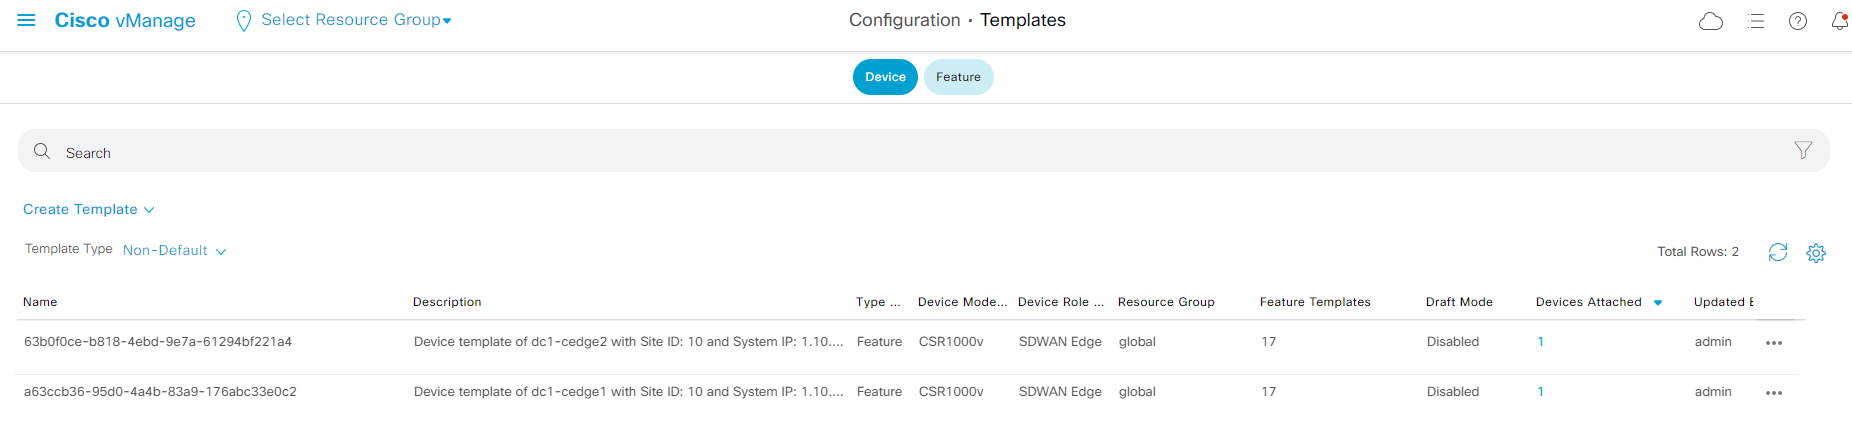 Cisco vManage Select Resource Group Configuration · Templates
Device Feature
Search
Create Template
Template Type Non-Default Total Rows: 2
Name Description Type ... Device Mode... Device Role ... Resource Group Feature Templates Draft Mode Devices Attached Updated
63b0f0ce-b818-4ebd-9e7a-61294bf221a4 Device template of dc1-cedge2 with Site ID: 10 and System IP: 1.10.... Feature CSR1000v SDWAN Edge global 17 Disabled 1 admin
a63ccb36-95d0-4a4b-83a9-176abc33e0c2 Device template of dc1-cedge1 with Site ID: 10 and System IP: 1.10.... Feature CSR1000v SDWAN Edge global 17 Disabled 1 admin